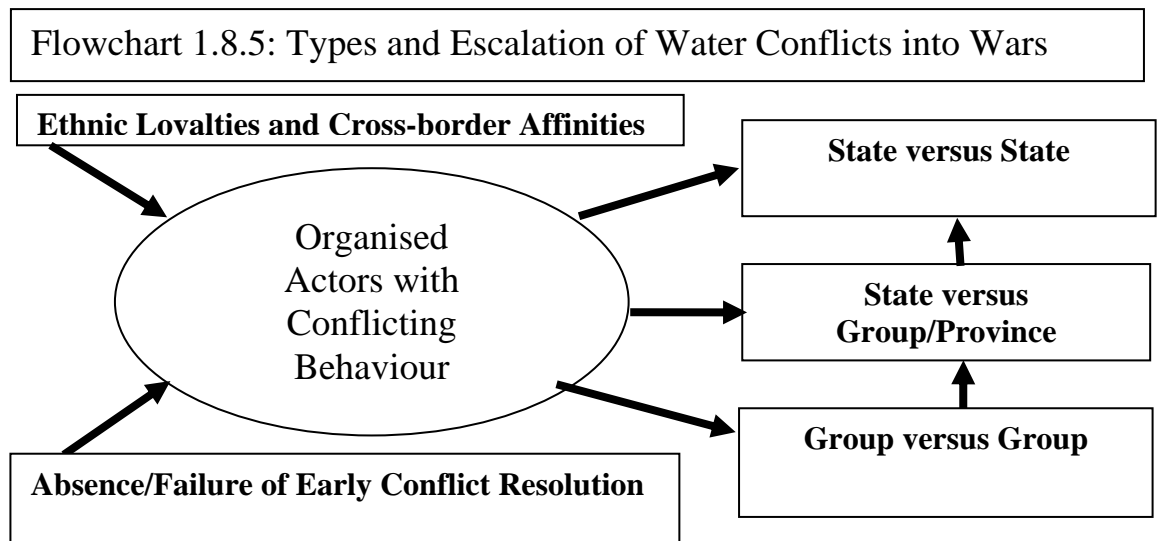 Flowchart 1.8.5: Types and Escalation of Water Conflicts into Wars
Ethnic Lovalties and Cross-border Affinities
State versus State
Organised
Actors with
Conflicting
Behaviour
State versus
Group/Province
Group versus Group
Absence/Failure of Early Conflict Resolution